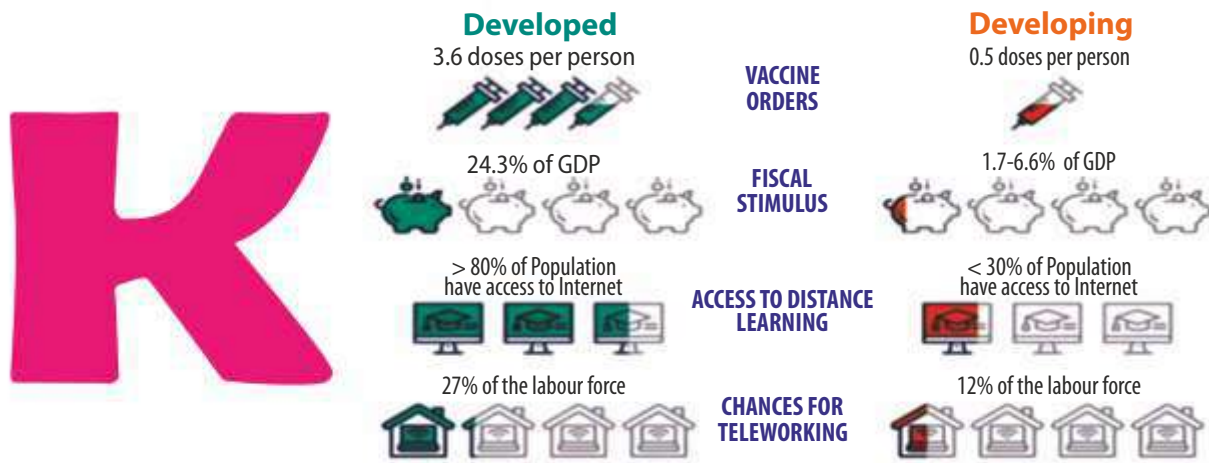 K
Developed
Developing
3.6 doses per person
VACCINE
ORDERS
0.5 doses per person
24.3% of GDP
FISCAL
STIMULUS
1.7-6.6% of GDP
> 80% of Population
have access to Internet
ACCESS TO DISTANCE
LEARNING
< 30% of Population
have access to Internet
27% of the labour force
CHANCES FOR
TELEWORKING
12% of the labour force